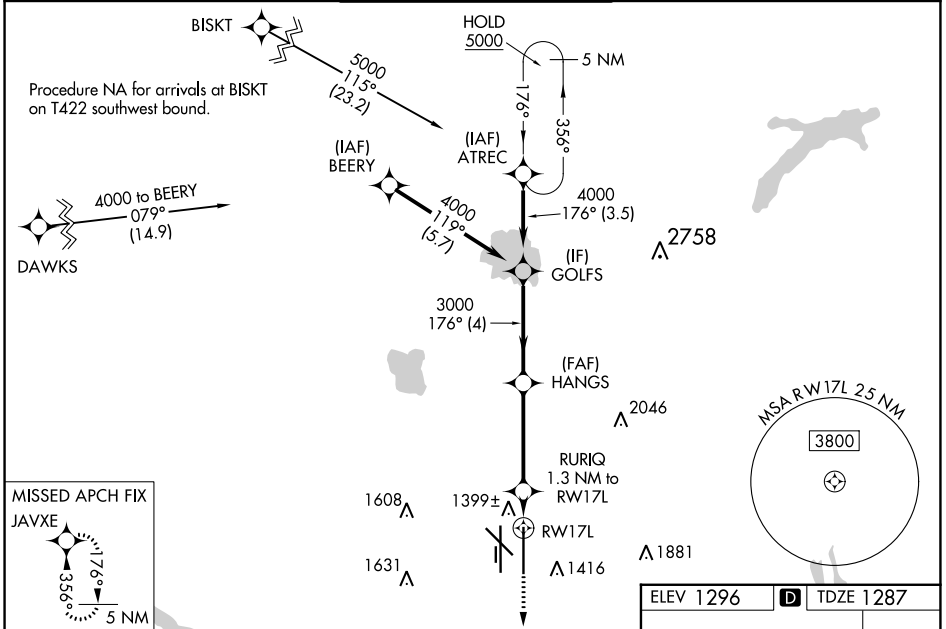 BISKT
5000
115°
(23.2)
HOLD
5000
5 NM
176°
356°
Procedure NA for arrivals at BISKT
on T422 southwest bound.
(IAF)
ATREC
(IAF)
BEERY
4000
119°
(5.7)
4000
176° (3.5)
4000 to BEERY
079°
(14.9)
DAWKS
(IF)
GOLFS
2758
3000
176° (4)
(FAF)
HANGS
2046
MSA RW17L 25 NM
3800
RURIQ
1.3 NM to
RW17L
1608
1399±
RW17L
1631
1416
1881
MISSED APCH FIX
JAVXE
176°
356°
5 NM
ELEV 1296 D TDZE 1287